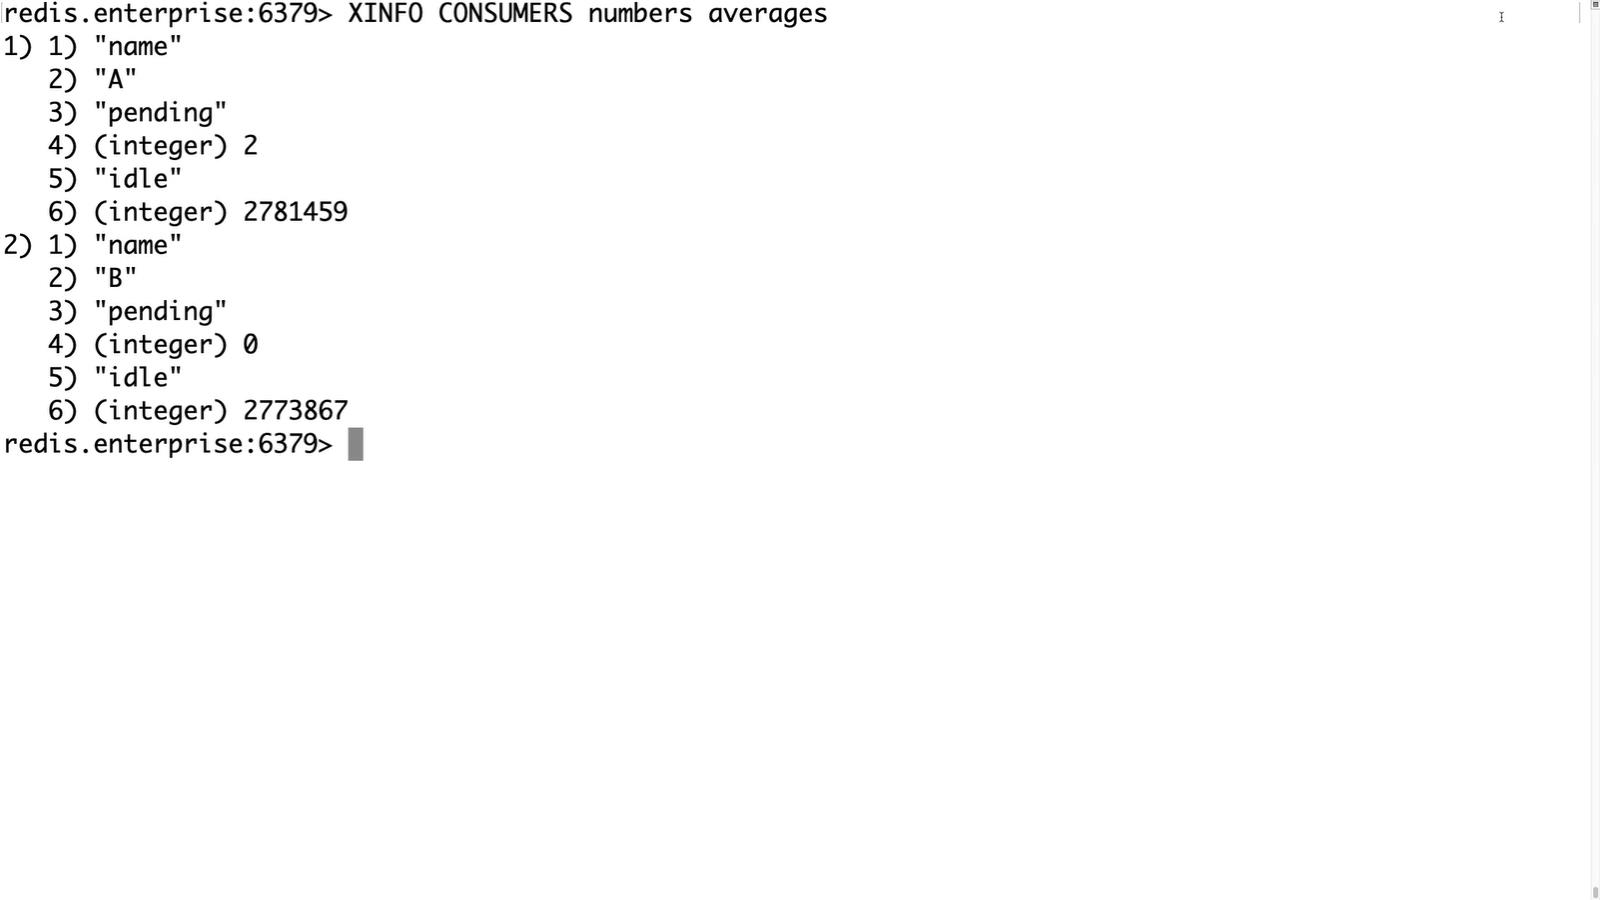 redis.enterprise:6379> XINFO CONSUMERS numbers averages
1) 1) "name"
   2) "A"
   3) "pending"
   4) (integer) 2
   5) "idle"
   6) (integer) 2781459
2) 1) "name"
   2) "B"
   3) "pending"
   4) (integer) 0
   5) "idle"
   6) (integer) 2773867
redis.enterprise:6379>